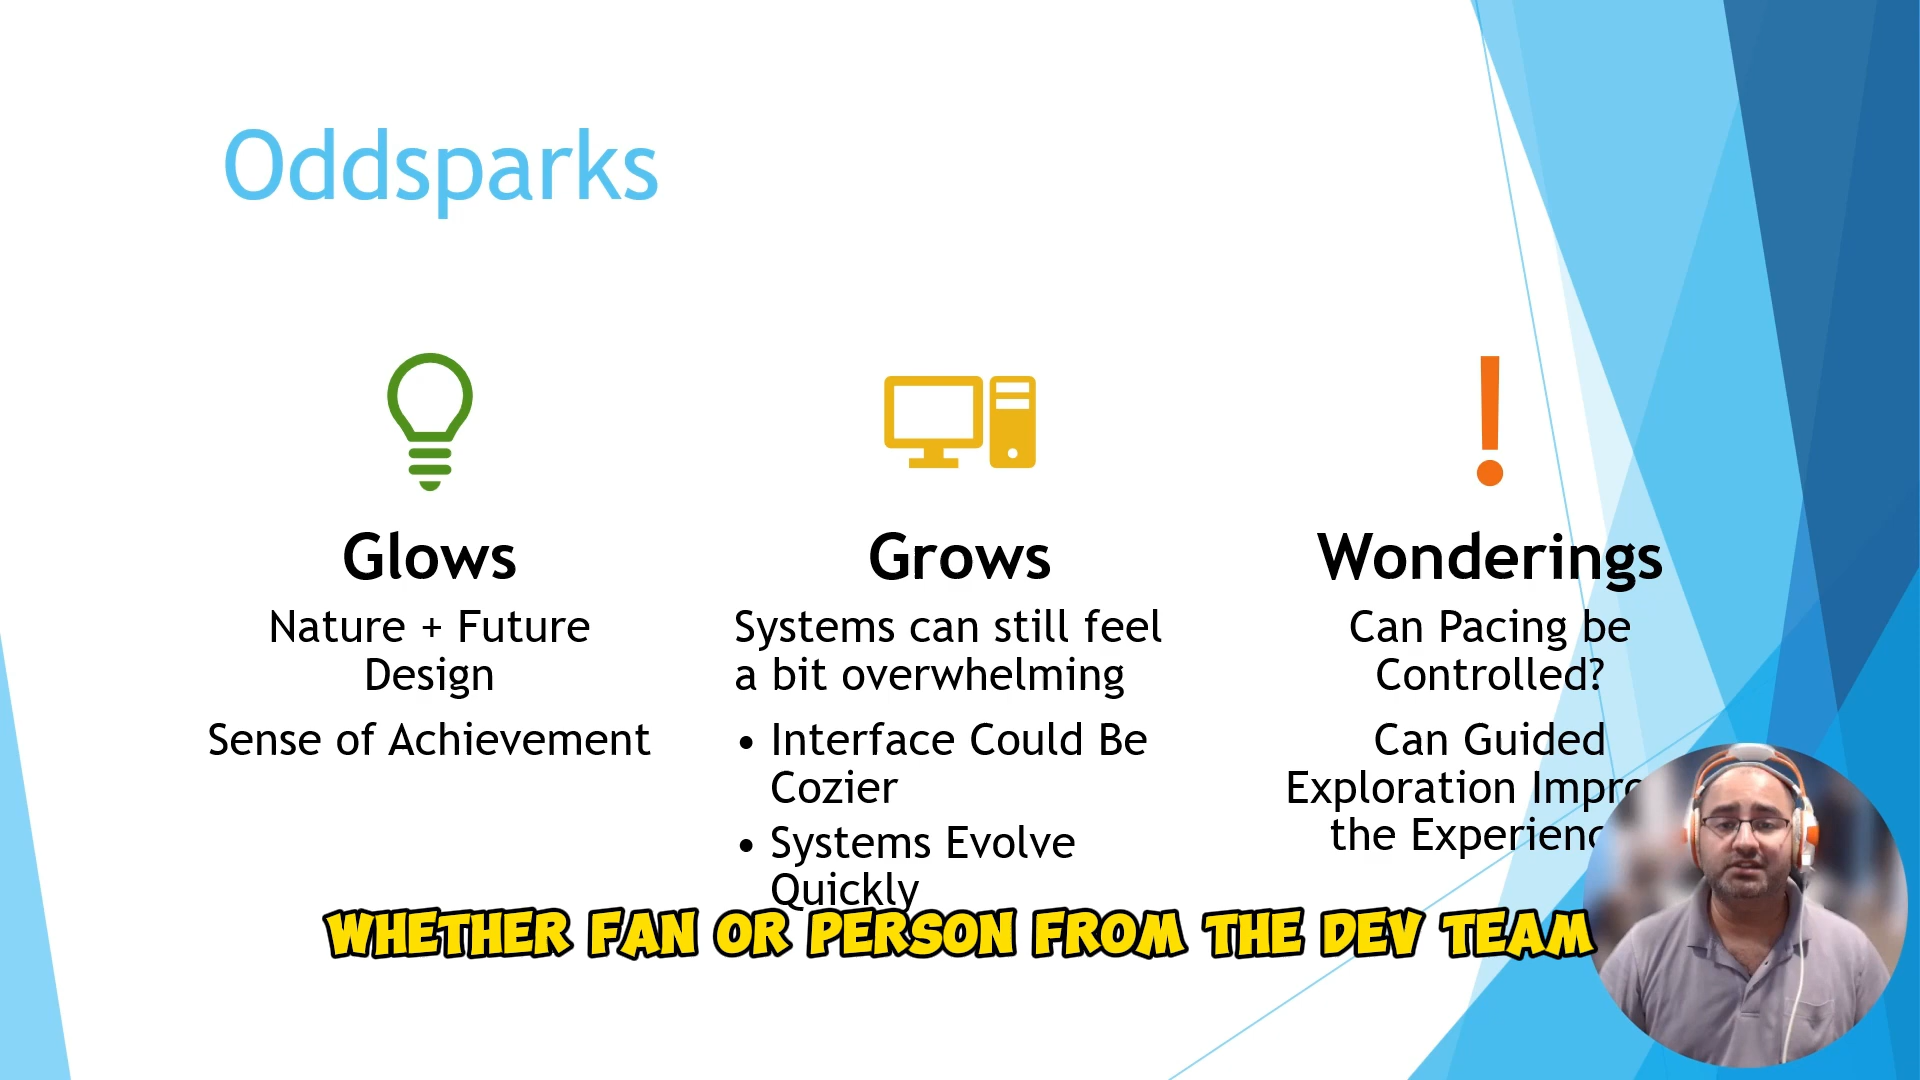 Oddsparks
Glows
Nature + Future
Design
Sense of Achievement
Grows
Systems can still feel
a bit overwhelming
• Interface Could Be
Cozier
• Systems Evolve
Quickly
Wonderings
Can Pacing be
Controlled?
Can Guided
Exploration
the
WHETHER FAN OR PERSON FROM THE DEV TEAM